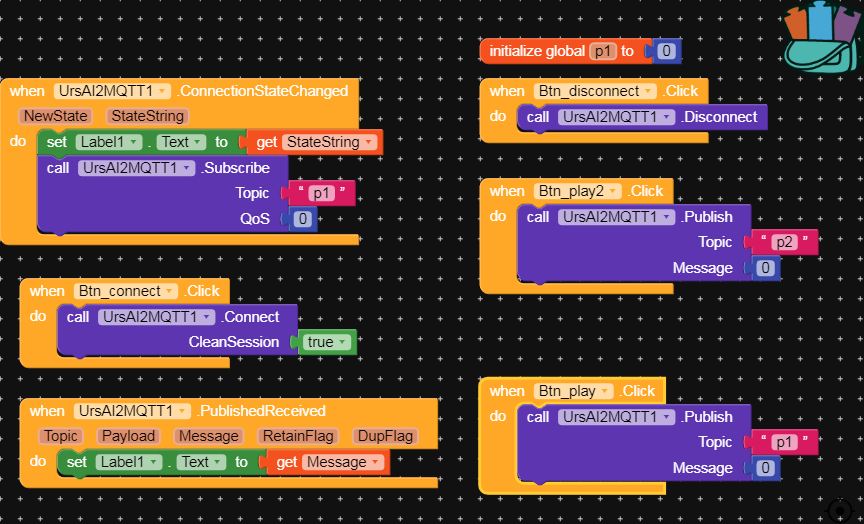 initialize global p1 to 0
when UrsAI2MQTT1 .ConnectionStateChanged
NewState StateString
do set Label1 . Text to get StateString
call UrsAI2MQTT1 .Subscribe
Topic " p1 "
QoS 0
when Btn_disconnect .Click
do call UrsAI2MQTT1 .Disconnect
when Btn_play2 .Click
do call UrsAI2MQTT1 .Publish
Topic " p2 "
Message 0
when Btn_connect .Click
do call UrsAI2MQTT1 .Connect
CleanSession true
when UrsAI2MQTT1 .PublishedReceived
Topic Payload Message RetainFlag DupFlag
do set Label1 . Text to get Message
when Btn_play .Click
do call UrsAI2MQTT1 .Publish
Topic " p1 "
Message 0